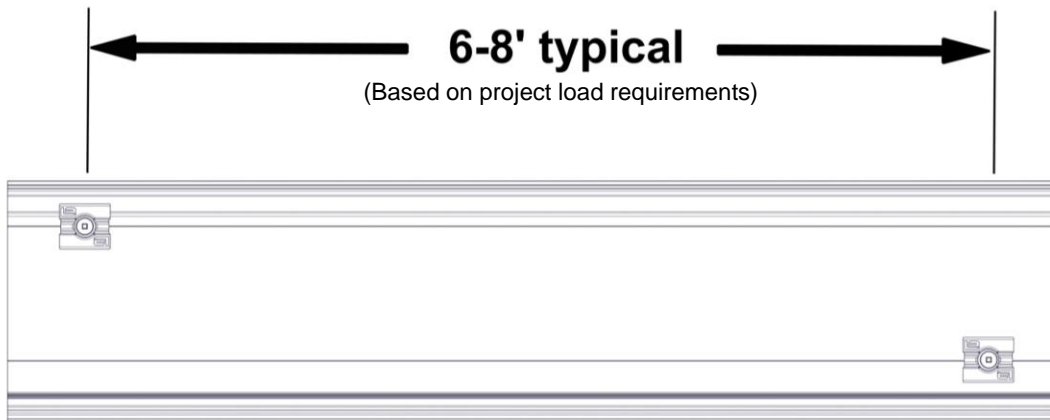 6-8' typical
(Based on project load requirements)